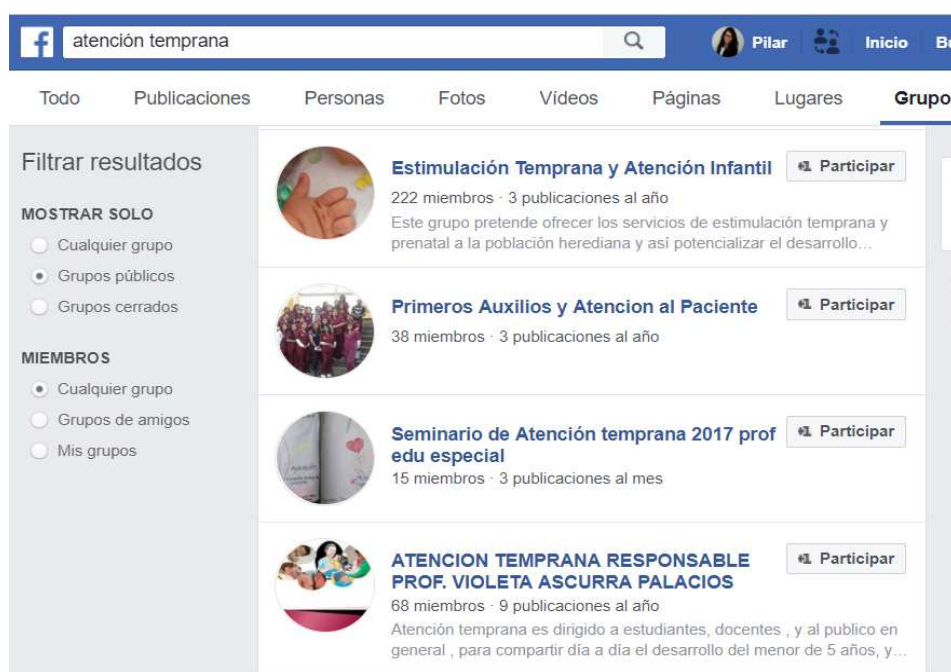 f
atención temprana
Pilar
Inicio
Todo
Publicaciones
Personas
Fotos
Vídeos
Páginas
Lugares
Grupo
Filtrar resultados
MOSTRAR SOLO
Cualquier grupo
Grupos públicos
Grupos cerrados
MIEMBROS
Cualquier grupo
Grupos de amigos
Mis grupos
Estimulación Temprana y Atención Infantil
Participar
222 miembros · 3 publicaciones al año
Este grupo pretende ofrecer los servicios de estimulación temprana y
prenatal a la población herediana y así potencializar el desarrollo...
Primeros Auxilios y Atencion al Paciente
Participar
38 miembros · 3 publicaciones al año
Seminario de Atención temprana 2017 prof
edu especial
Participar
15 miembros · 3 publicaciones al mes
ATENCION TEMPRANA RESPONSABLE
PROF. VIOLETA ASCURRA PALACIOS
Participar
68 miembros · 9 publicaciones al año
Atención temprana es dirigido a estudiantes, docentes , y al publico en
general , para compartir día a día el desarrollo del menor de 5 años, y...